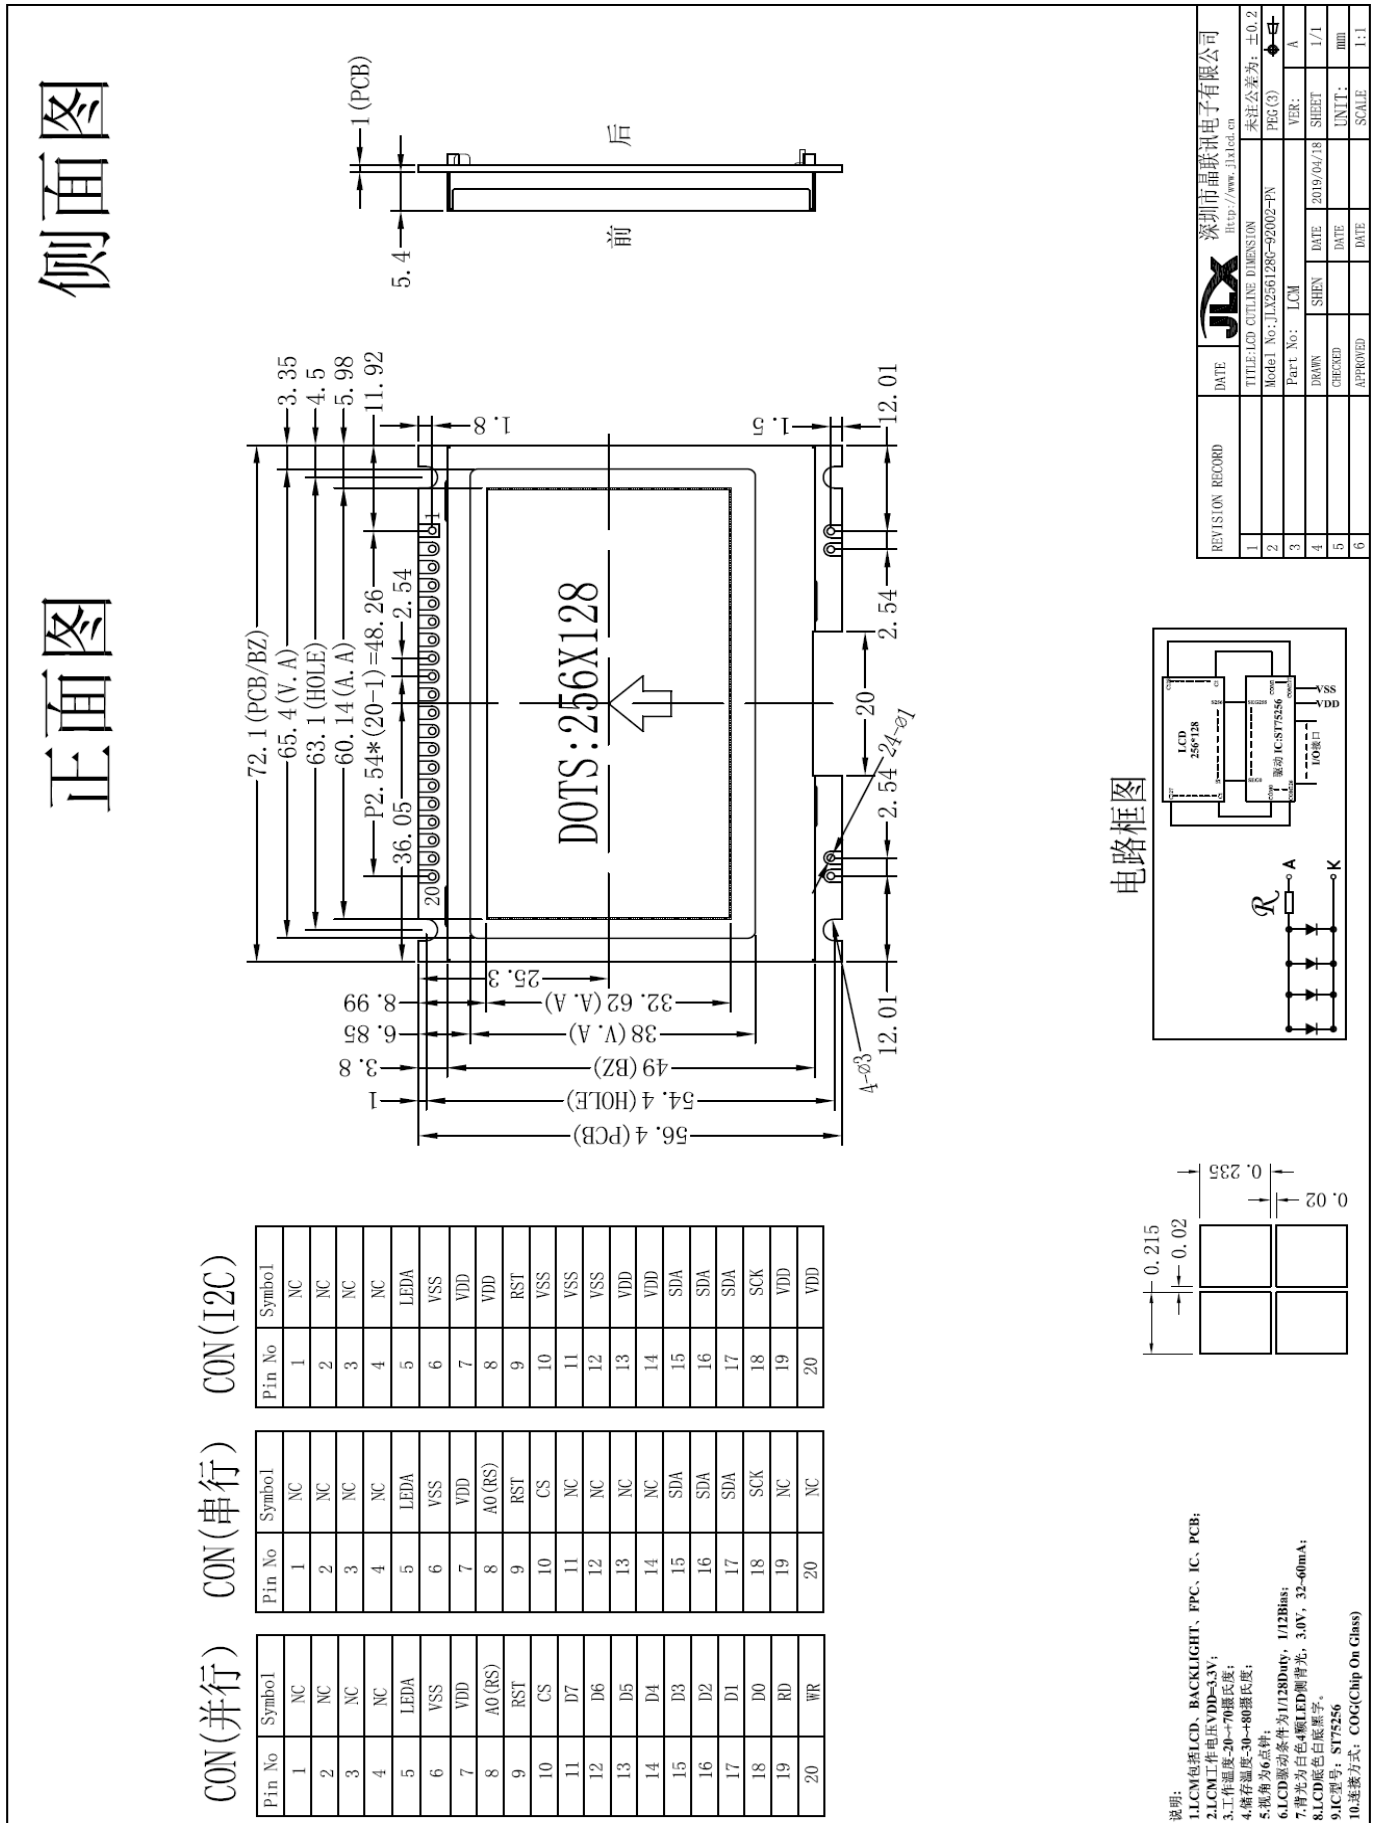 正面图
侧面图
72.1(PCB/BZ)
65.4(V.A)
63.1(HOLE)
60.14(A.A)
P2.54*(20-1)=48.26
36.05
2.54
3.35
4.5
5.98
11.92
20
1
1.8
1.5
DOTS:256X128
25.3
8.99
32.62(A.A)
6.85
38(V.A)
3.8
49(BZ)
1
54.4(HOLE)
56.4(PCB)
12.01
2.54
20
2.54
12.01
24-ø1
4-ø3
1(PCB)
5.4
前
后
CON(并行)
Pin No Symbol
1 NC
2 NC
3 NC
4 NC
5 LEDA
6 VSS
7 VDD
8 A0(RS)
9 RST
10 CS
11 D7
12 D6
13 D5
14 D4
15 D3
16 D2
17 D1
18 D0
19 RD
20 WR
CON(串行)
Pin No Symbol
1 NC
2 NC
3 NC
4 NC
5 LEDA
6 VSS
7 VDD
8 A0(RS)
9 RST
10 CS
11 NC
12 NC
13 NC
14 NC
15 SDA
16 SDA
17 SDA
18 SCK
19 NC
20 NC
CON(I2C)
Pin No Symbol
1 NC
2 NC
3 NC
4 NC
5 LEDA
6 VSS
7 VDD
8 VDD
9 RST
10 VSS
11 VSS
12 VSS
13 VDD
14 VDD
15 SDA
16 SDA
17 SDA
18 SCK
19 VDD
20 VDD
说明:
1.LCM包括LCD、BACKLIGHT、FPC、IC、PCB;
2.LCM工作电压VDD=3.3V;
3.工作温度-20~+70摄氏度;
4.储存温度-30~+80摄氏度;
5.视角为6点钟;
6.LCD驱动条件为1/128Duty, 1/12Bias;
7.背光为白色4颗LED侧背光, 3.0V, 32~60mA;
8.LCD底色白底黑字。
9.IC型号: ST75256
10.连接方式: COG(Chip On Glass)
0.215
0.02
0.235
0.02
电路框图
LCD
256*128
驱动 IC:ST75256
VSS
VDD
I/O接口
R
A
K
REVISION RECORD DATE
1
2
3
4
5
6
JLX
深圳市晶联讯电子有限公司
Http://www.jlxlcd.cn
TITLE:LCD CUTLINE DIMENSION 未注公差为: ±0.2
Model No:JLX256128G-92002-PN PEG(3)
Part No: LCM VER: A
DRAWN SHEN DATE 2019/04/18 SHEET 1/1
CHECKED DATE UNIT: mm
APPROVED DATE SCALE 1:1